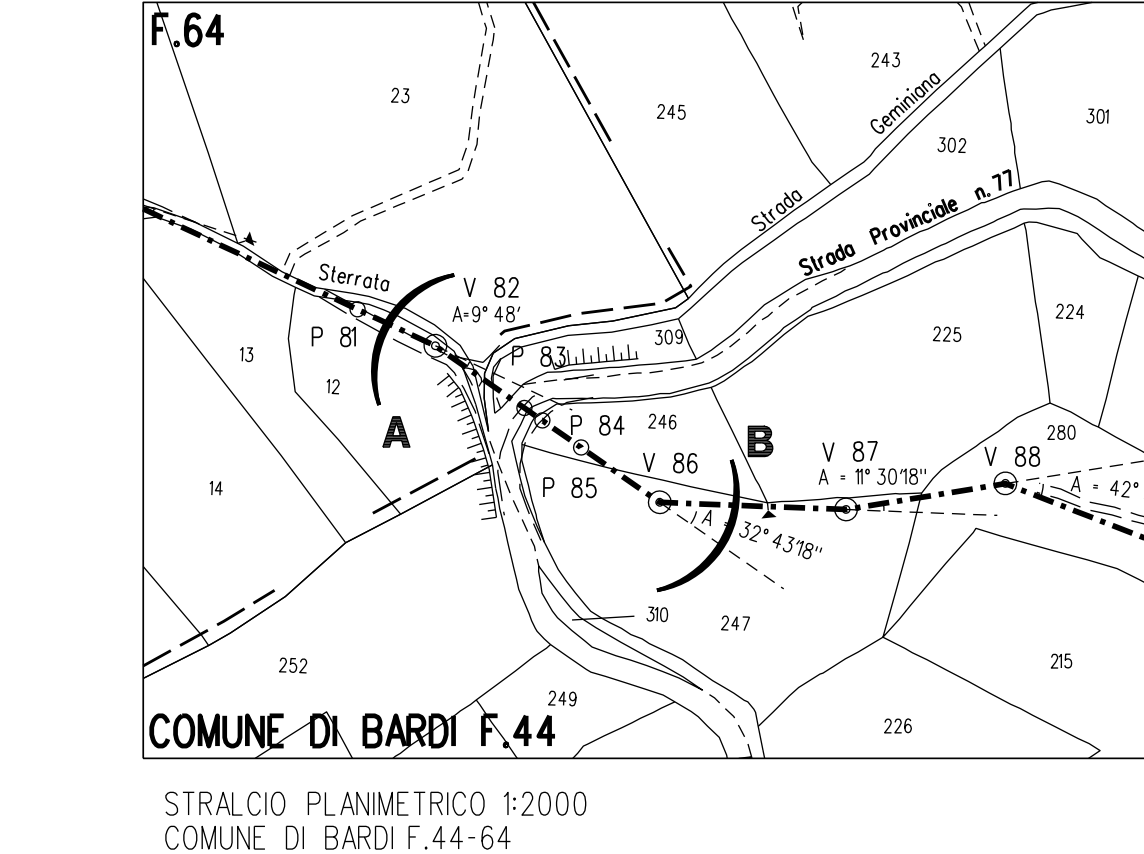 F.64
23
245
243
Geminiana
302
301
Strada
Strada Provinciale n.77
Sterrata
V 82
A=9° 48'
P 81
P 83
309
225
224
13
12
A
P 84
246
B
V 87
A = 11° 30'18"
280
V 88
A = 42°
V 86
14
P 85
A = 32° 43'18"
310
247
252
215
249
226
COMUNE DI BARDI F.44
STRALCIO PLANIMETRICO 1:2000
COMUNE DI BARDI F.44-64